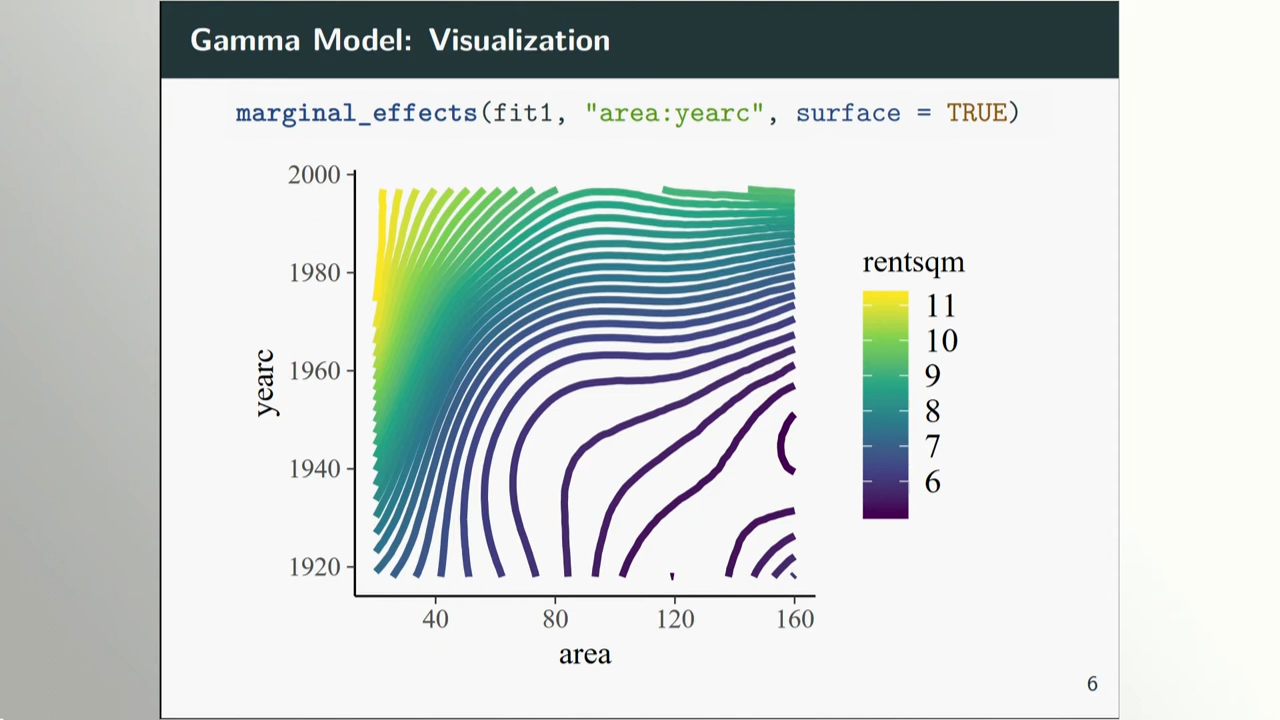 Gamma Model: Visualization
marginal_effects(fit1, "area:yearc", surface = TRUE)
2000
1980
1960
1940
1920
yearc
40 80 120 160
area
rentsqm
11
10
9
8
7
6
6